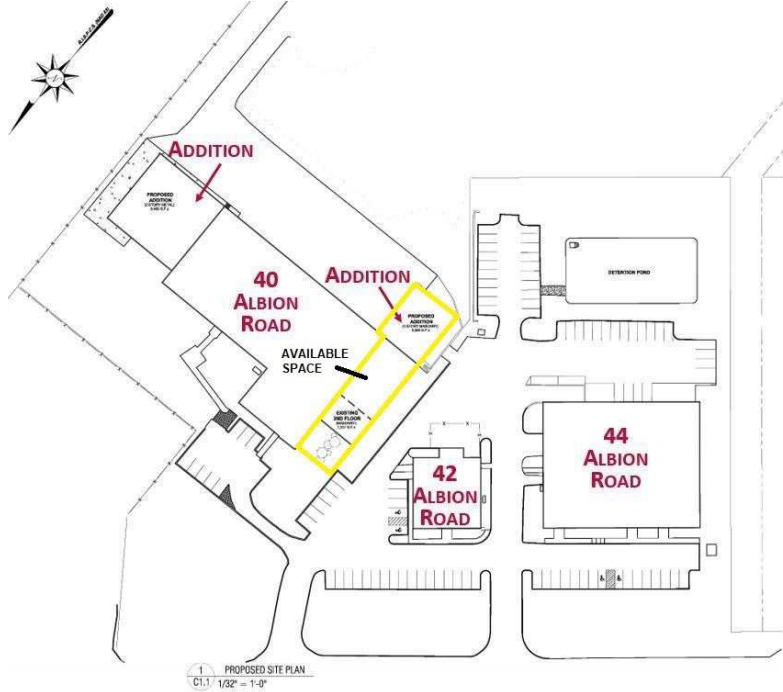 ADDITION
PROPOSED
ADDITION
40
ALBION
ROAD
ADDITION
PROPOSED
ADDITION
DETENTION POND
AVAILABLE
SPACE
EXISTING
2ND FLOOR
42
ALBION
ROAD
44
ALBION
ROAD
1
C1.1
PROPOSED SITE PLAN
1/32" = 1'-0"